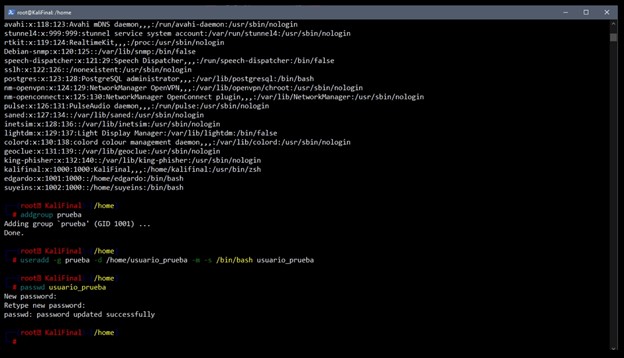 root@KaliFinal: /home
avahi:x:118:123:Avahi mDNS daemon,,,:/run/avahi-daemon:/usr/sbin/nologin
stunnel4:x:999:999:stunnel service system account:/var/run/stunnel4:/usr/sbin/nologin
rtkit:x:119:124:RealtimeKit,,,:/proc:/usr/sbin/nologin
Debian-snmp:x:120:125::/var/lib/snmp:/bin/false
speech-dispatcher:x:121:29:Speech Dispatcher,,,:/run/speech-dispatcher:/bin/false
sslh:x:122:126::/nonexistent:/usr/sbin/nologin
postgres:x:123:128:PostgreSQL administrator,,,:/var/lib/postgresql:/bin/bash
nm-openvpn:x:124:129:NetworkManager OpenVPN,,,:/var/lib/openvpn/chroot:/usr/sbin/nologin
nm-openconnect:x:125:130:NetworkManager OpenConnect plugin,,,:/var/lib/NetworkManager:/usr/sbin/nologin
pulse:x:126:131:PulseAudio daemon,,,:/run/pulse:/usr/sbin/nologin
saned:x:127:134::/var/lib/saned:/usr/sbin/nologin
inetsim:x:128:136::/var/lib/inetsim:/usr/sbin/nologin
lightdm:x:129:137:Light Display Manager:/var/lib/lightdm:/bin/false
colord:x:130:138:colord colour management daemon,,,:/var/lib/colord:/usr/sbin/nologin
geoclue:x:131:139::/var/lib/geoclue:/usr/sbin/nologin
king-phisher:x:132:140::/var/lib/king-phisher:/usr/sbin/nologin
kalifinal:x:1000:1000:KaliFinal,,,:/home/kalifinal:/usr/bin/zsh
edgardo:x:1001:1000::/home/edgardo:/bin/bash
suyeins:x:1002:1000::/home/suyeins:/bin/bash
root@ KaliFinal /home
# addgroup prueba
Adding group `prueba' (GID 1001) ...
Done.
root@ KaliFinal /home
# useradd -g prueba -d /home/usuario_prueba -m -s /bin/bash usuario_prueba
root@ KaliFinal /home
# passwd usuario_prueba
New password:
Retype new password:
passwd: password updated successfully
root@ KaliFinal /home
#